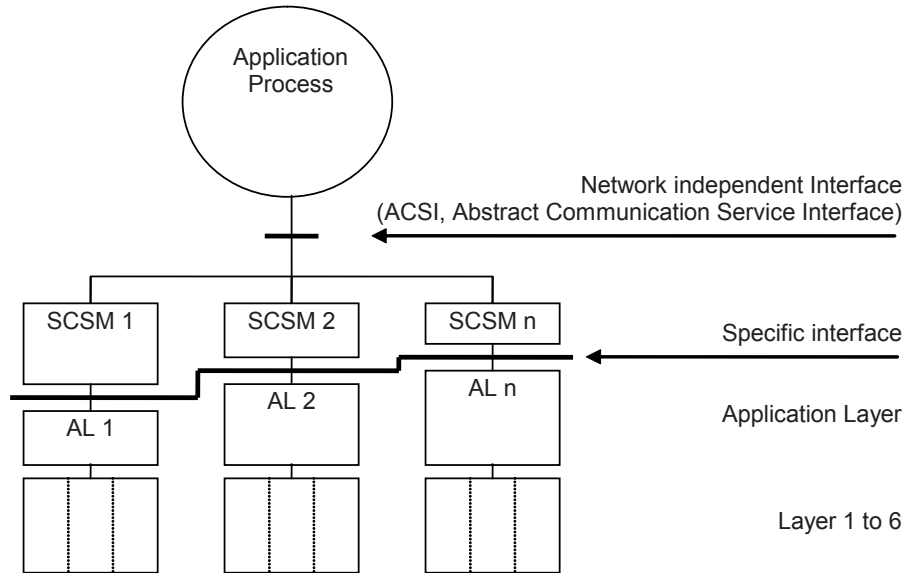 Application
Process
Network independent Interface
(ACSI, Abstract Communication Service Interface)
SCSM 1
SCSM 2
SCSM n
Specific interface
AL 1
AL 2
AL n
Application Layer
Layer 1 to 6